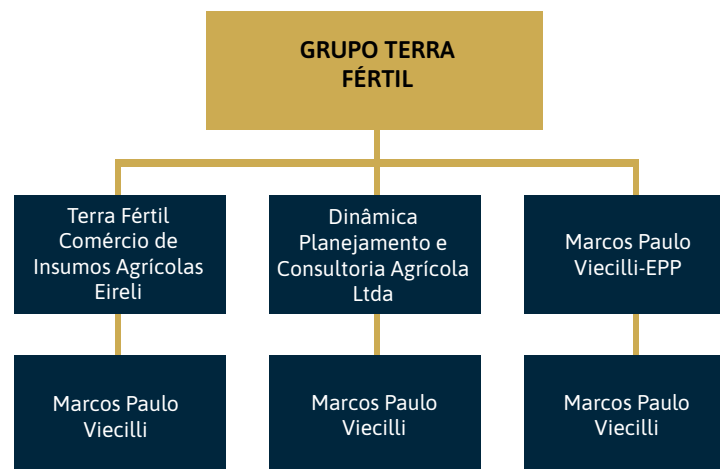 GRUPO TERRA
FÉRTIL
Terra Fértil
Comércio de
Insumos Agrícolas
Eireli
Dinâmica
Planejamento e
Consultoria Agrícola
Ltda
Marcos Paulo
Viecilli-EPP
Marcos Paulo
Viecilli
Marcos Paulo
Viecilli
Marcos Paulo
Viecilli